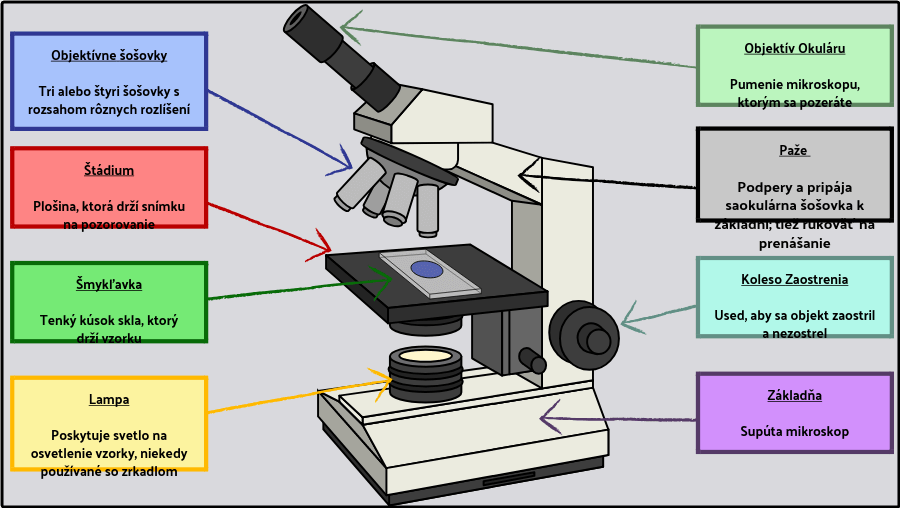 Objektívne šošovky
Tri alebo štyri šošovky s
rozsahom rôznych rozlíšení
Štádium
Plošina, ktorá drží snímku
na pozorovanie
Šmykľavka
Tenký kúsok skla, ktorý
drží vzorku
Lampa
Poskytuje svetlo na
osvetlenie vzorky, niekedy
používané so zrkadlom
Objektív Okuláru
Pumenie mikroskopu,
ktorým sa pozeráte
Paže
Podpery a pripája
saokulárna šošovka k
základni, tiež rukoväť na
prenášanie
Koleso Zaostrenia
Used, aby sa objekt zaostril
a nezostrel
Základňa
Supúta mikroskop